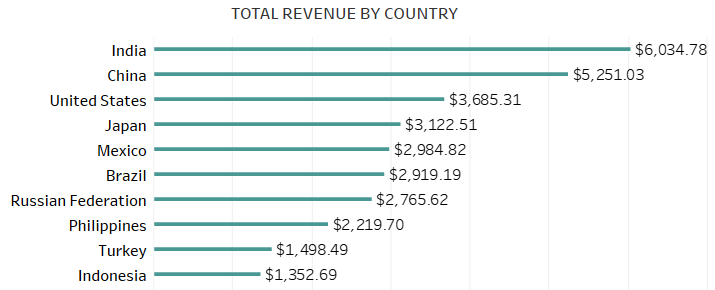 TOTAL REVENUE BY COUNTRY
India $6,034.78
China $5,251.03
United States $3,685.31
Japan $3,122.51
Mexico $2,984.82
Brazil $2,919.19
Russian Federation $2,765.62
Philippines $2,219.70
Turkey $1,498.49
Indonesia $1,352.69